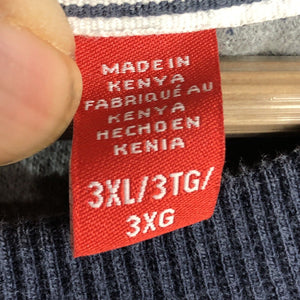 MADE IN
KENYA
FABRIQUÉ AU
KENYA
HECHO EN
KENIA
3XL/3TG/
3XG